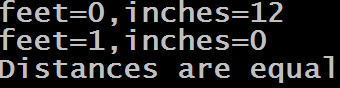 feet=0,inches=12
feet=1,inches=0
Distances are equal